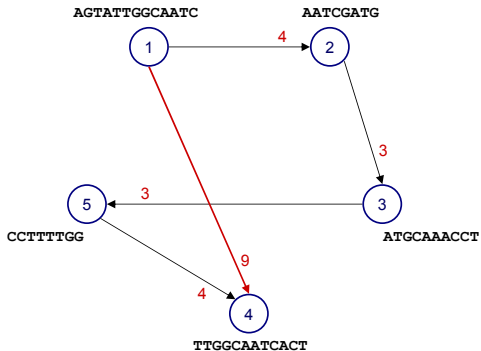 AGTATTGGCAATC AATCGATG
1 4 2
3
3
5 3
CCTTTTGG ATGCAAACCT
9
4
4
TTGGCAATCACT